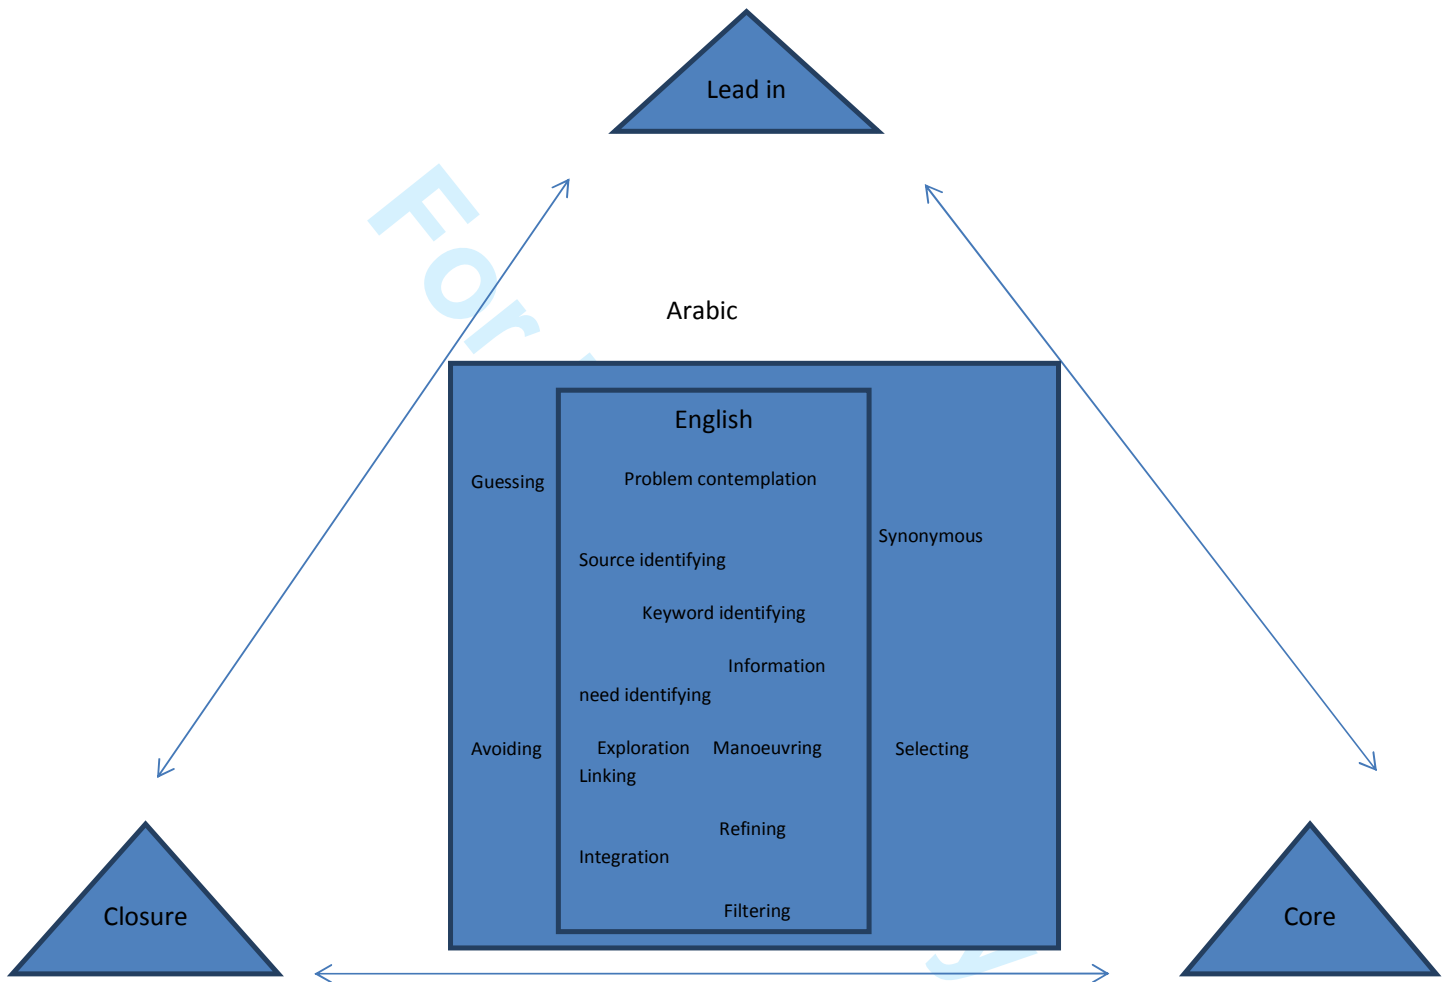 Lead in
For
Arabic
English
Guessing
Problem contemplation
Synonymous
Source identifying
Keyword identifying
Information
need identifying
Avoiding
Exploration Manoeuvring
Selecting
Linking
Refining
Integration
Filtering
Closure
Core